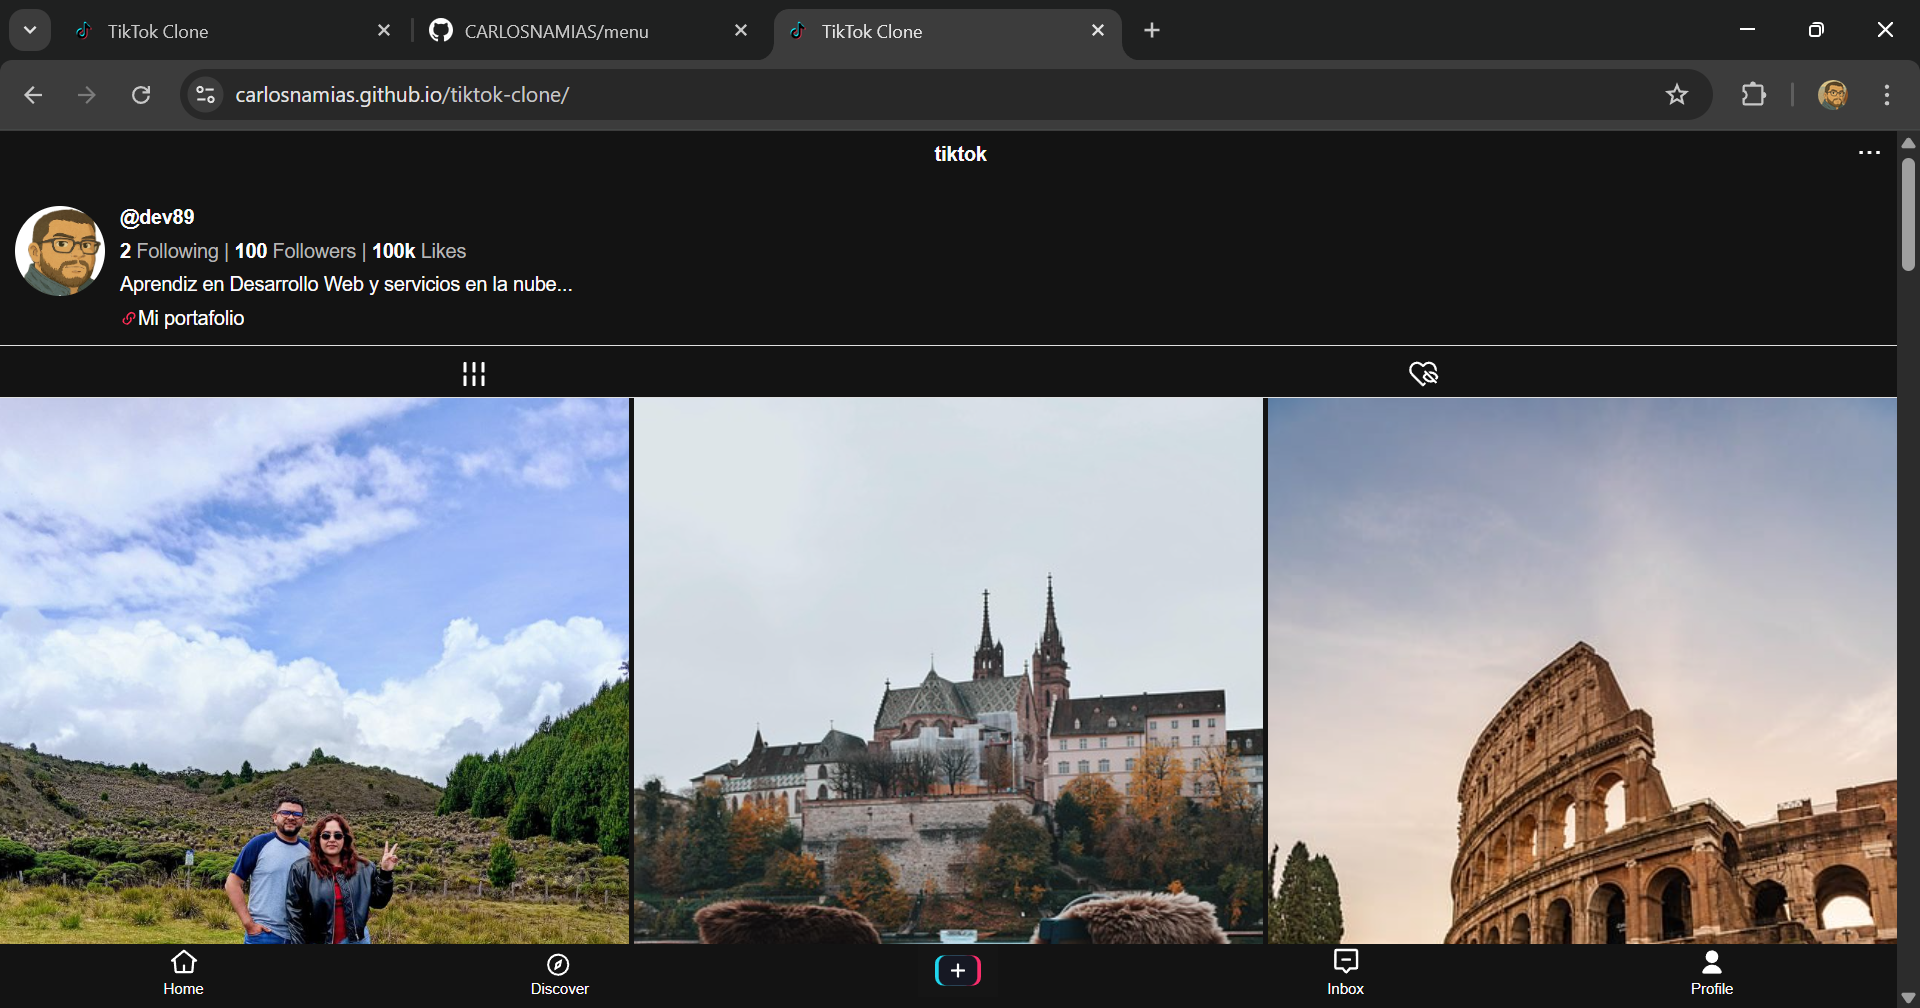 TikTok Clone
CARLOSNAMIAS/menu
TikTok Clone
carlosnamias.github.io/tiktok-clone/
tiktok
@dev89
2 Following | 100 Followers | 100k Likes
Aprendiz en Desarrollo Web y servicios en la nube...
Mi portafolio
Home
Discover
Inbox
Profile